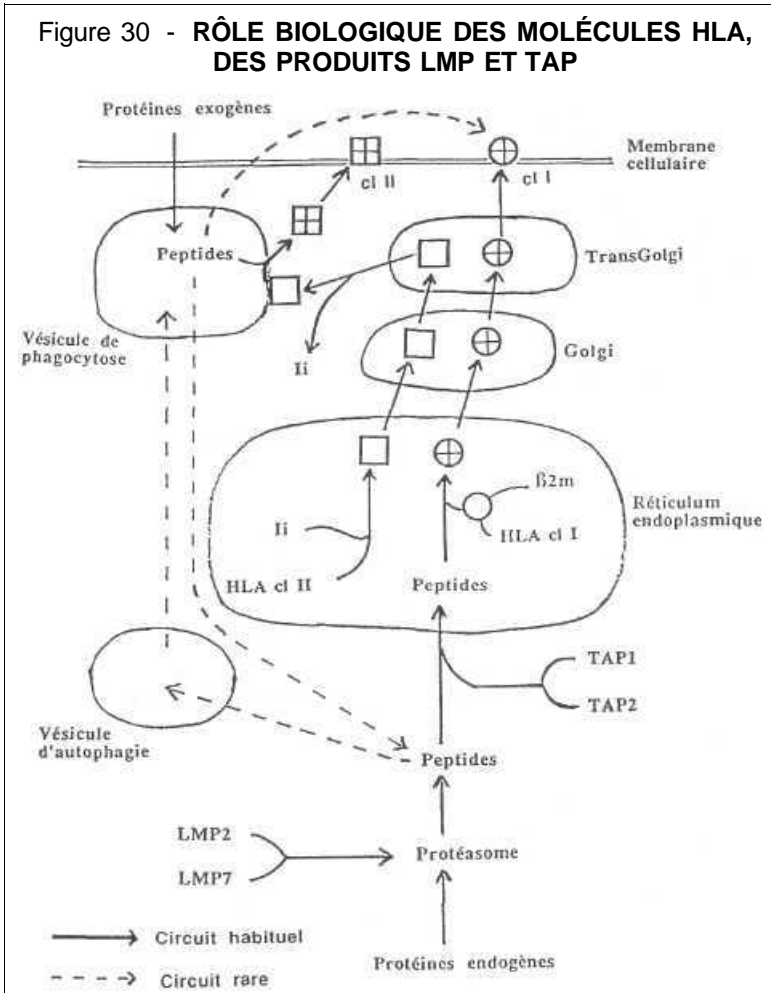 Figure 30 - RÔLE BIOLOGIQUE DES MOLÉCULES HLA,
DES PRODUITS LMP ET TAP
Protéines exogènes
Membrane
cellulaire
cl II
cl I
Peptides
TransGolgi
Vésicule de
phagocytose
Ii
Golgi
ß2m
Réticulum
endoplasmique
Ii
HLA cl I
HLA cl II
Peptides
TAP1
TAP2
Vésicule
d'autophagie
Peptides
LMP2
Protéasome
LMP7
Circuit habituel
Protéines endogènes
Circuit rare